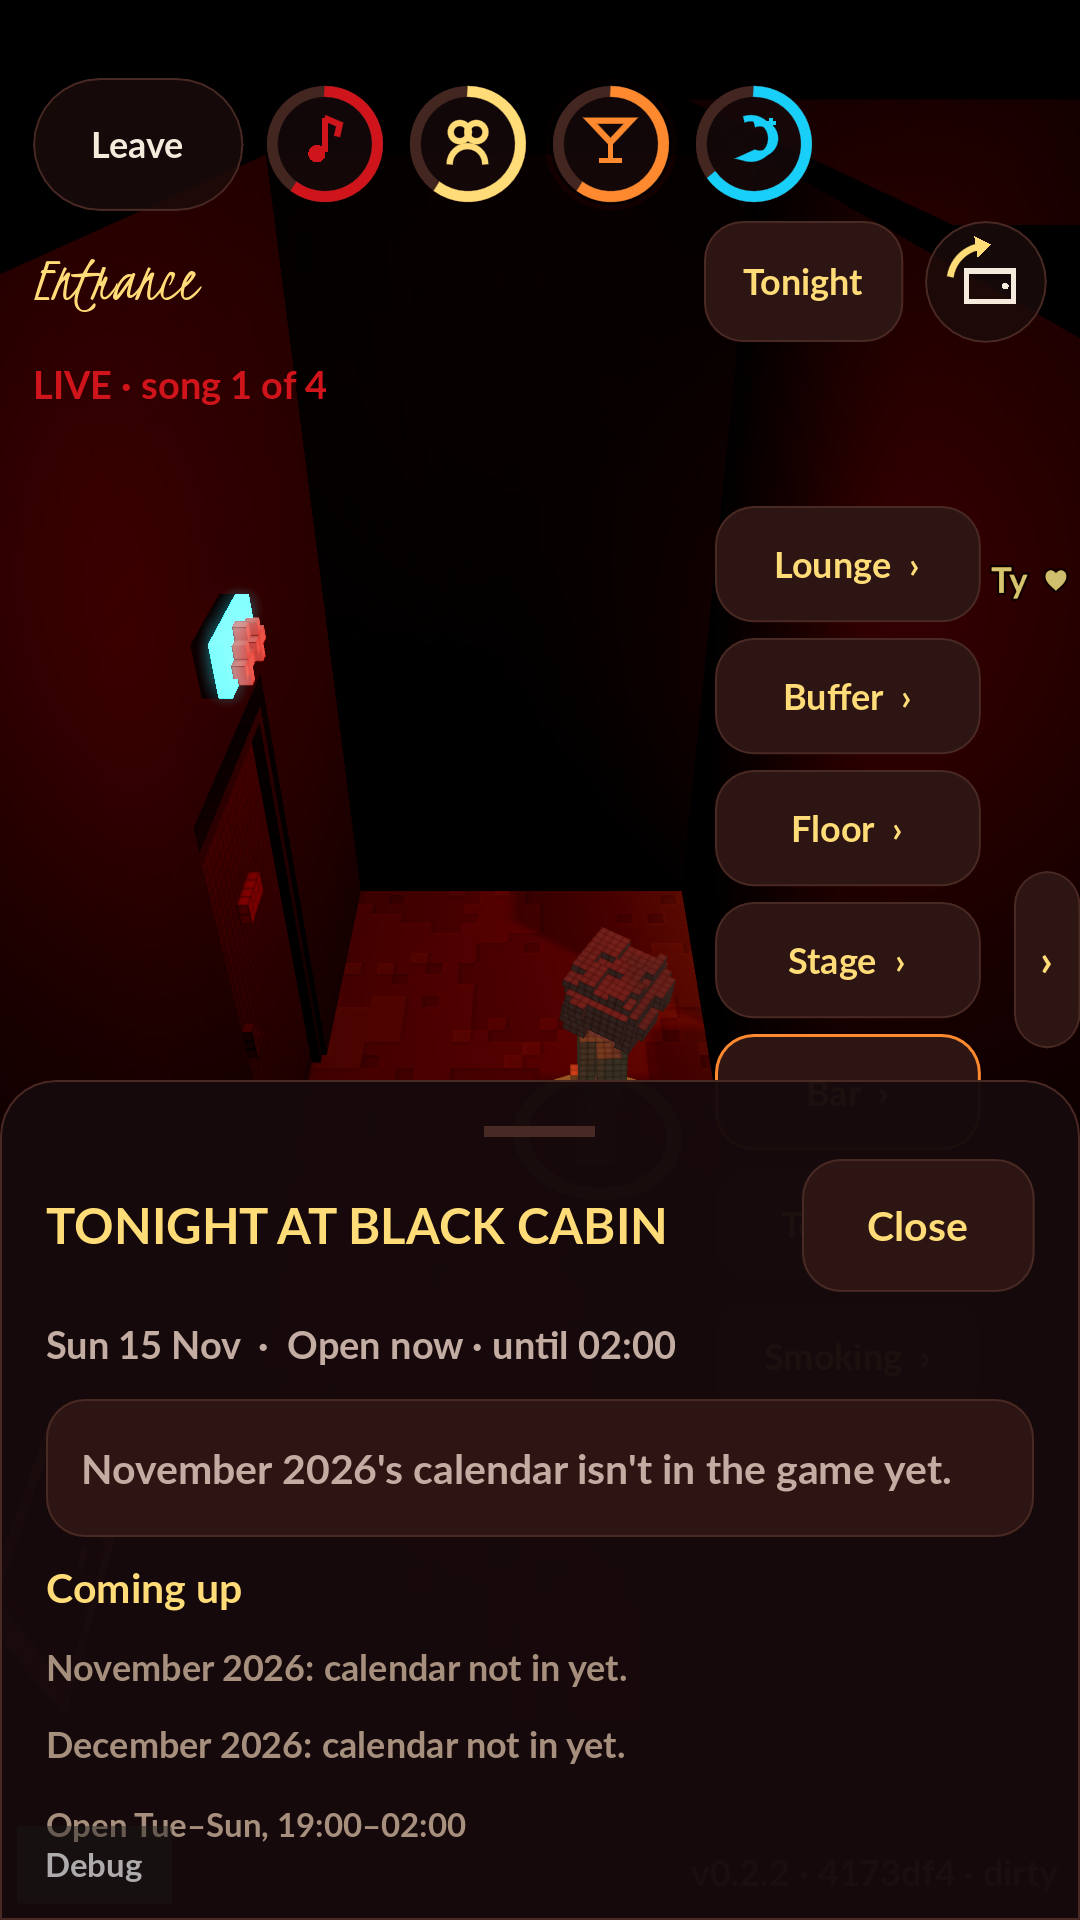 Leave
Entrance
Tonight
LIVE · song 1 of 4
Lounge ›
Ty ♥
Buffer ›
Floor ›
Stage ›
›
Bar ›
TONIGHT AT BLACK CABIN
Close
Sun 15 Nov · Open now · until 02:00
Smoking ›
November 2026's calendar isn't in the game yet.
Coming up
November 2026: calendar not in yet.
December 2026: calendar not in yet.
Open Tue–Sun, 19:00–02:00
Debug
v0.2.2 · 4173df4 · dirty